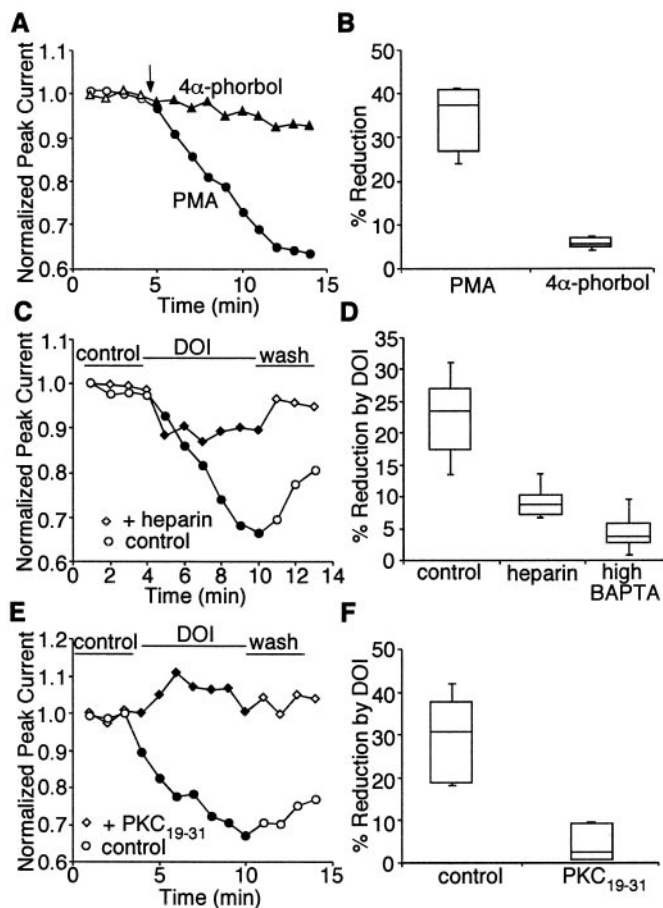 A
Normalized Peak Current
1.1
1.0
0.9
0.8
0.7
0.6
4α-phorbol
PMA
0
5
10
15
Time (min)
B
% Reduction
50
40
30
20
10
0
PMA
4α-phorbol
C
Normalized Peak Current
1.1
1.0
0.9
0.8
0.7
0.6
control
DOI
wash
+ heparin
control
0 2 4 6 8 10 12 14
Time (min)
D
% Reduction by DOI
35
30
25
20
15
10
5
0
control
heparin
high
BAPTA
E
Normalized Peak Current
1.2
1.1
1.0
0.9
0.8
0.7
0.6
control
DOI
wash
+ PKC19-31
control
0
5
10
15
Time (min)
F
% Reduction by DOI
50
40
30
20
10
0
control
PKC19-31